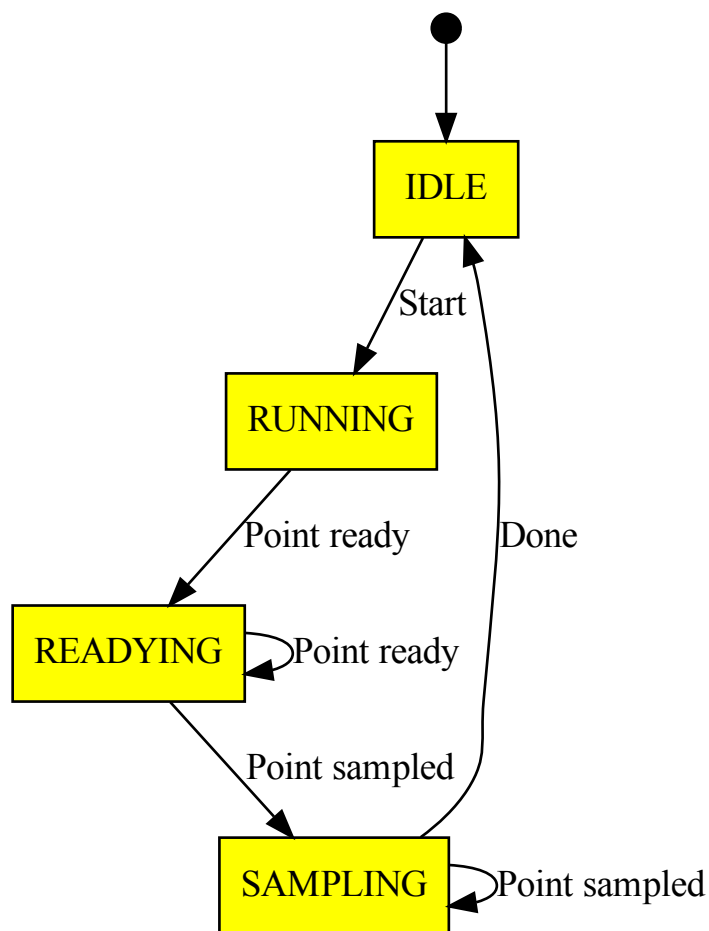 IDLE
Start
RUNNING
Point ready
Done
READYING
Point ready
Point sampled
SAMPLING
Point sampled